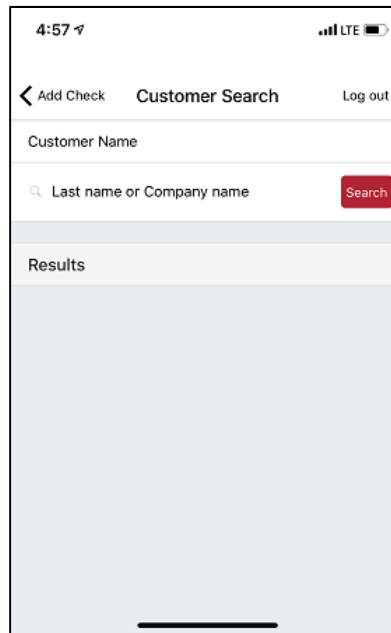 4:57 LTE
Add Check Customer Search Log out
Customer Name
Last name or Company name Search
Results